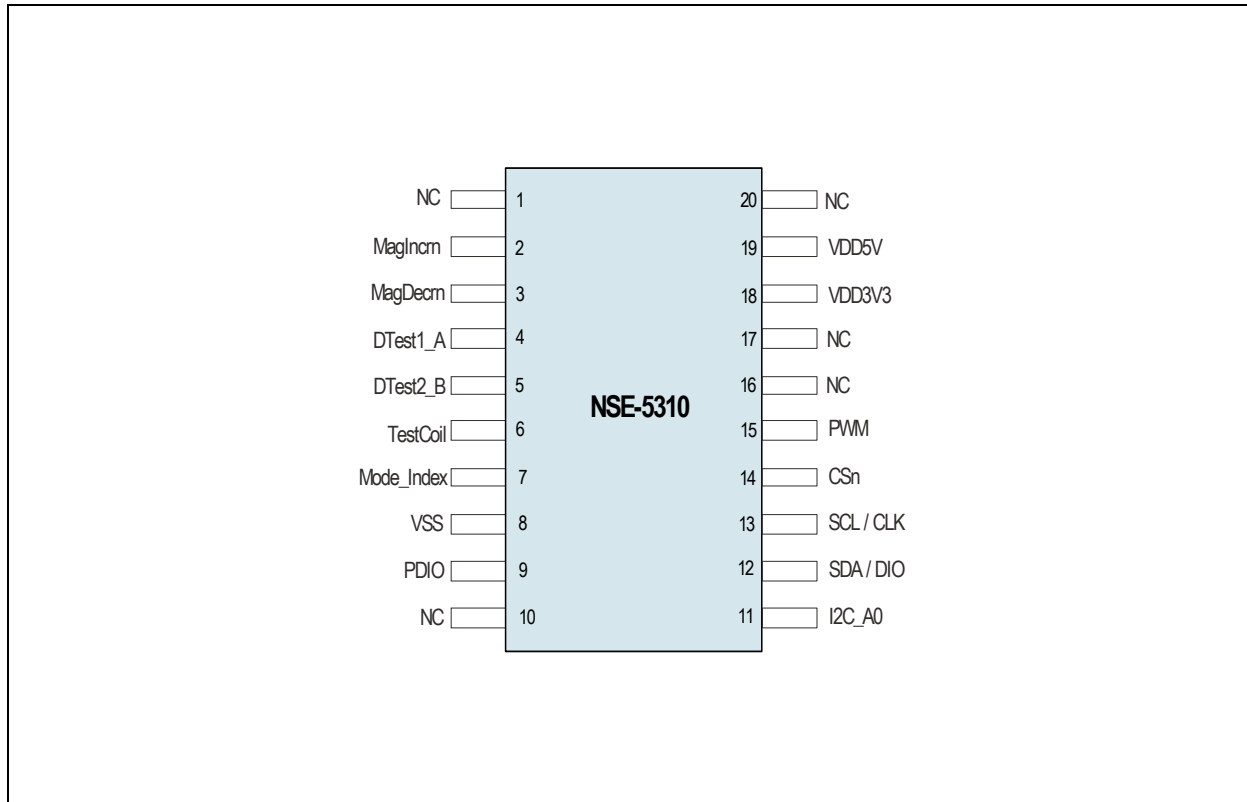 NC 1 20 NC
MagIncrn 2 19 VDD5V
MagDecrn 3 18 VDD3V3
DTest1_A 4 17 NC
DTest2_B 5 16 NC
NSE-5310
TestCoil 6 15 PWM
Mode_Index 7 14 CSn
VSS 8 13 SCL / CLK
PDIO 9 12 SDA / DIO
NC 10 11 I2C_A0